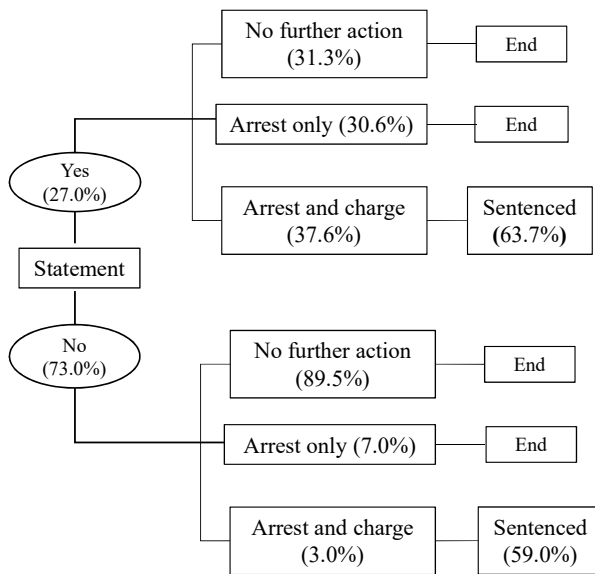 No further action
(31.3%)
End
Arrest only (30.6%)
End
Yes
(27.0%)
Arrest and charge
(37.6%)
Sentenced
(63.7%)
Statement
No
(73.0%)
No further action
(89.5%)
End
Arrest only (7.0%)
End
Arrest and charge
(3.0%)
Sentenced
(59.0%)